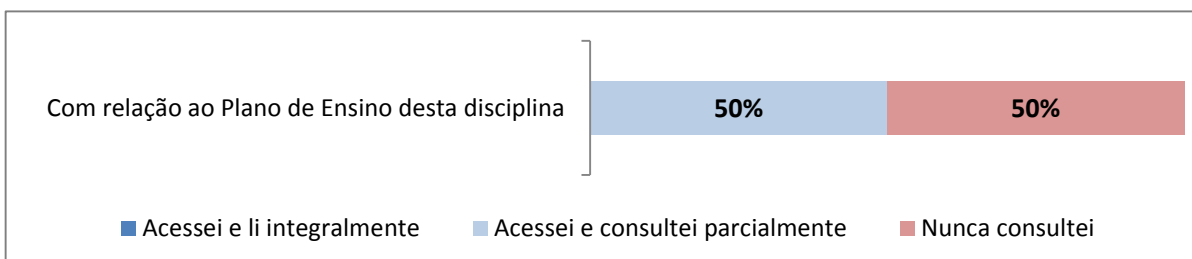 Com relação ao Plano de Ensino desta disciplina 50% 50%
Acessei e li integralmente Acessei e consultei parcialmente Nunca consultei